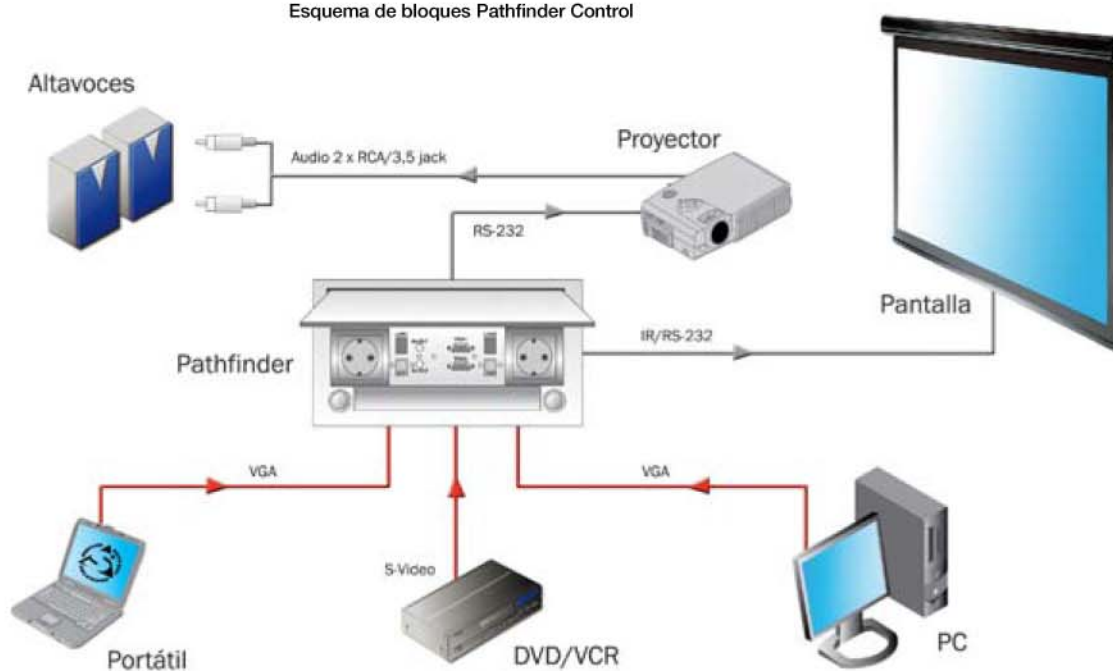 Esquema de bloques Pathfinder Control
Altavoces
Audio 2 x RCA/3,5 jack
Proyector
RS-232
Pantalla
IR/RS-232
Pathfinder
VGA
VGA
S-Video
Portátil
DVD/VCR
PC